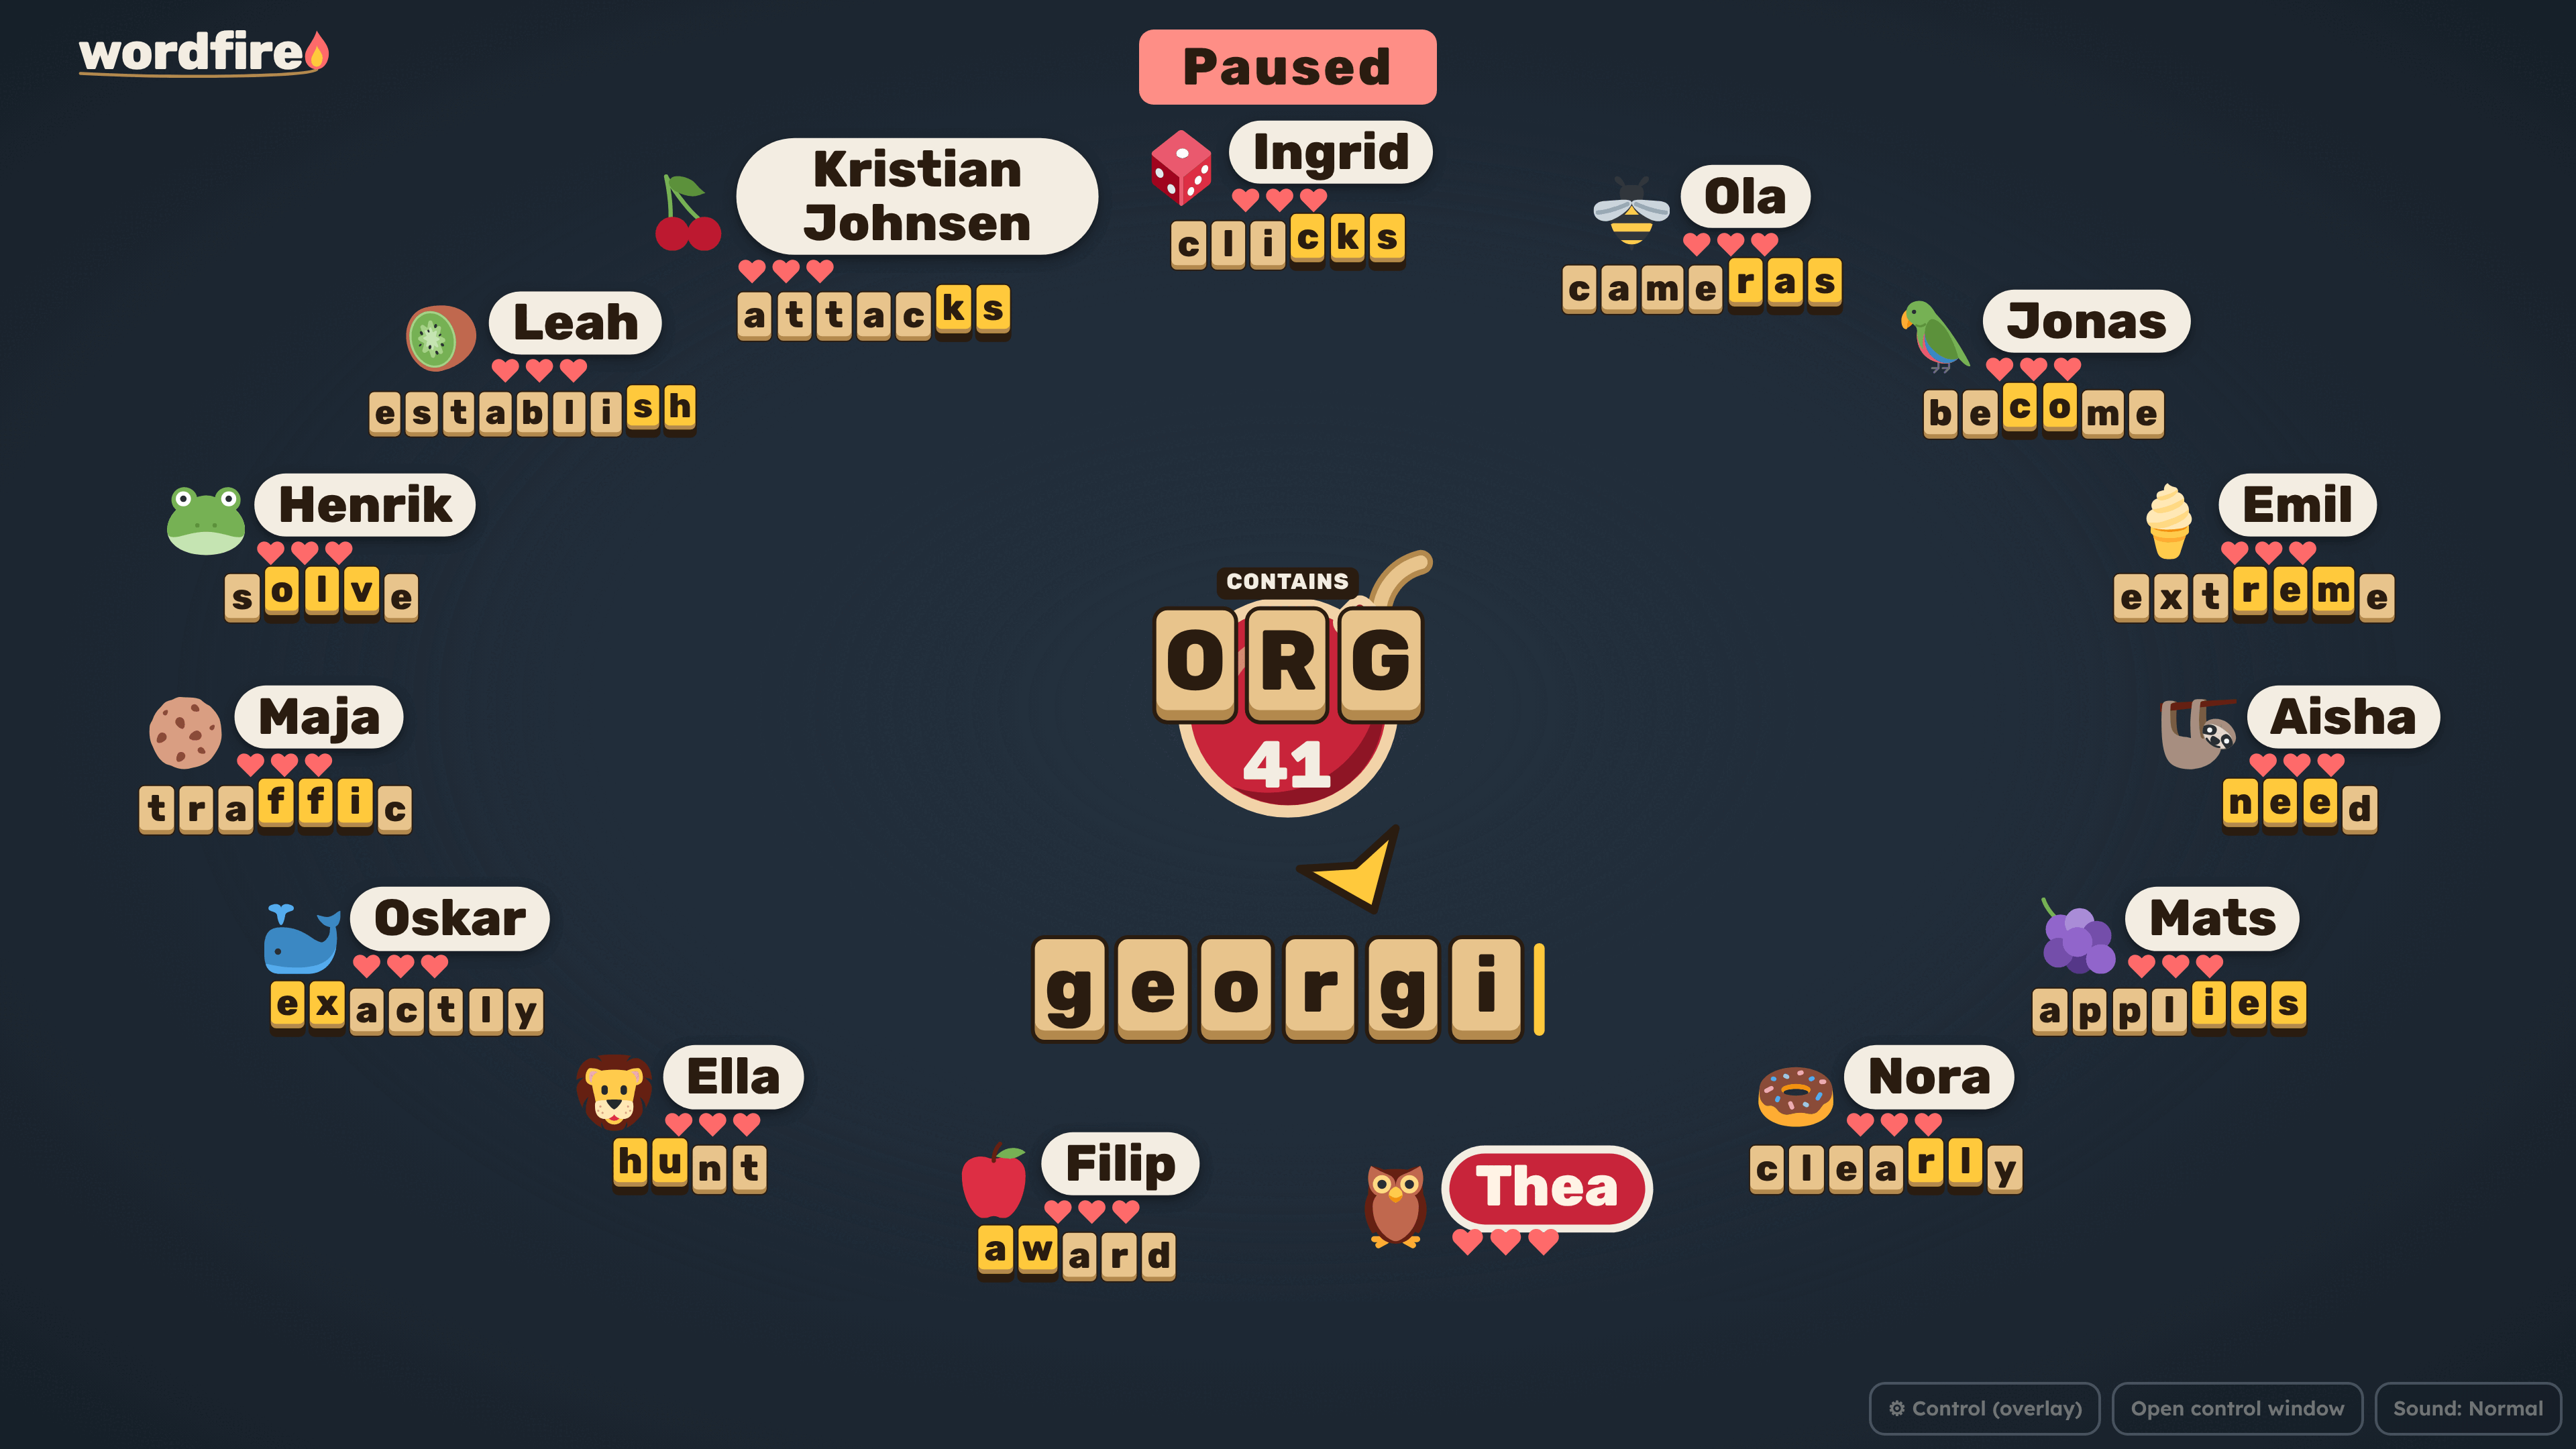 wordfire
Paused
Ingrid
clicks
Kristian
Johnsen
attacks
Ola
cameras
Leah
establish
Jonas
become
Henrik
solve
Emil
extreme
CONTAINS
ORG
41
Maja
traffic
Aisha
need
Oskar
exactly
georgi
Mats
applies
Ella
hunt
Nora
clearly
Filip
award
Thea
⚙ Control (overlay)
Open control window
Sound: Normal